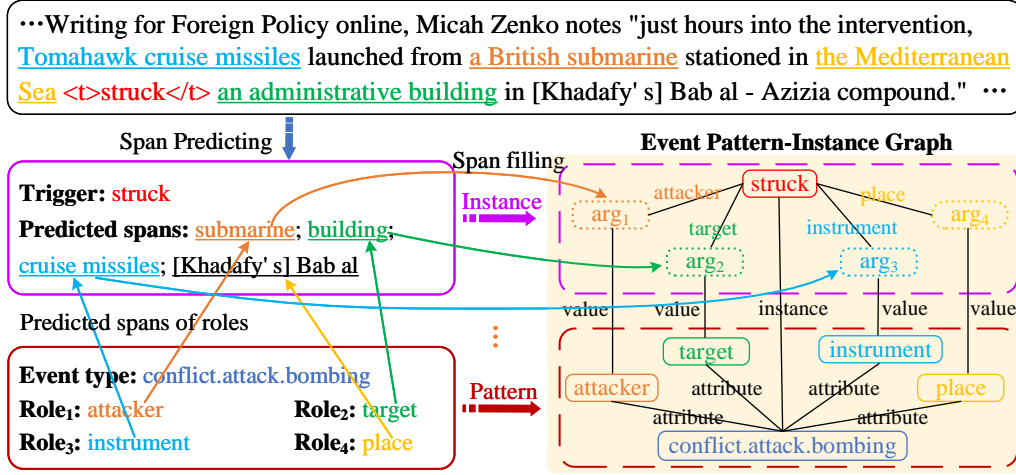 ···Writing for Foreign Policy online, Micah Zenko notes "just hours into the intervention,
Tomahawk cruise missiles launched from a British submarine stationed in the Mediterranean
Sea <t>struck</t> an administrative building in [Khadafy' s] Bab al - Azizia compound." ···
Span Predicting
Event Pattern-Instance Graph
Span filling
Trigger: struck
Predicted spans: submarine; building;
cruise missiles; [Khadafy' s] Bab al
Instance
attacker
struck
place
arg1
target
instrument
arg4
arg2
arg3
value
value
instance
value
value
Predicted spans of roles
⋮
Event type: conflict.attack.bombing
Role1: attacker
Role2: target
Role3: instrument
Role4: place
Pattern
target
instrument
attacker
attribute
attribute
place
attribute
attribute
conflict.attack.bombing